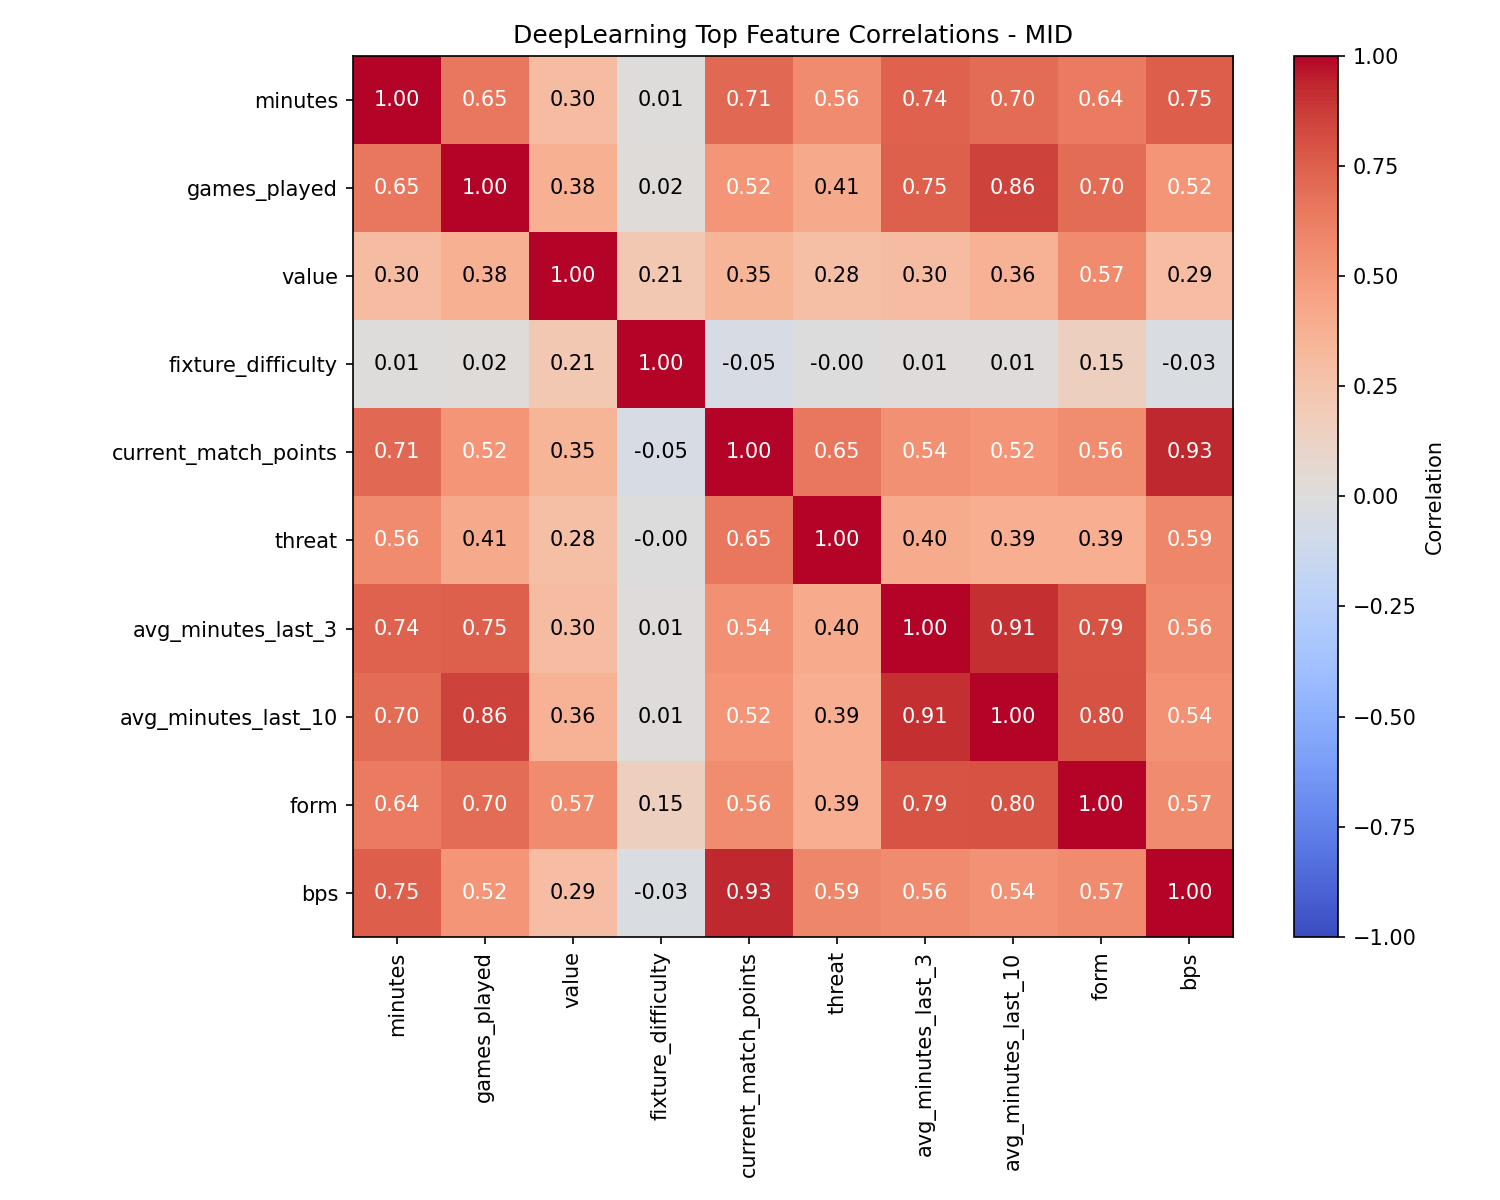 DeepLearning Top Feature Correlations - MID
minutes 1.00 0.65 0.30 0.01 0.71 0.56 0.74 0.70 0.64 0.75
games_played 0.65 1.00 0.38 0.02 0.52 0.41 0.75 0.86 0.70 0.52
value 0.30 0.38 1.00 0.21 0.35 0.28 0.30 0.36 0.57 0.29
fixture_difficulty 0.01 0.02 0.21 1.00 -0.05 -0.00 0.01 0.01 0.15 -0.03
current_match_points 0.71 0.52 0.35 -0.05 1.00 0.65 0.54 0.52 0.56 0.93
threat 0.56 0.41 0.28 -0.00 0.65 1.00 0.40 0.39 0.39 0.59
avg_minutes_last_3 0.74 0.75 0.30 0.01 0.54 0.40 1.00 0.91 0.79 0.56
avg_minutes_last_10 0.70 0.86 0.36 0.01 0.52 0.39 0.91 1.00 0.80 0.54
form 0.64 0.70 0.57 0.15 0.56 0.39 0.79 0.80 1.00 0.57
bps 0.75 0.52 0.29 -0.03 0.93 0.59 0.56 0.54 0.57 1.00
minutes
games_played
value
fixture_difficulty
current_match_points
threat
avg_minutes_last_3
avg_minutes_last_10
form
bps
1.00
0.75
0.50
0.25
0.00
−0.25
−0.50
−0.75
−1.00
Correlation